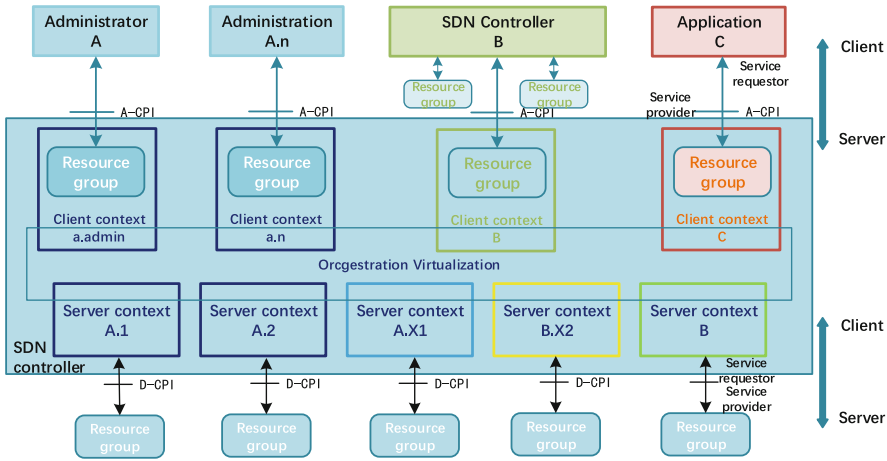 Administrator
A
Administration
A.n
SDN Controller
B
Application
C
Client
Service
requestor
Resource
group
Resource
group
Service
provider
A-CPI
A-CPI
A-CPI
A-CPI
Server
Resource
group
Resource
group
Resource
group
Resource
group
Client context
a.admin
Client context
a.n
Client context
B
Client context
C
Orcgestration Virtualization
Server context
A.1
Server context
A.2
Server context
A.X1
Server context
B.X2
Server context
B
Client
SDN
controller
Service
requestor
D-CPI
D-CPI
D-CPI
D-CPI
Service
provider
Server
Resource
group
Resource
group
Resource
group
Resource
group
Resource
group